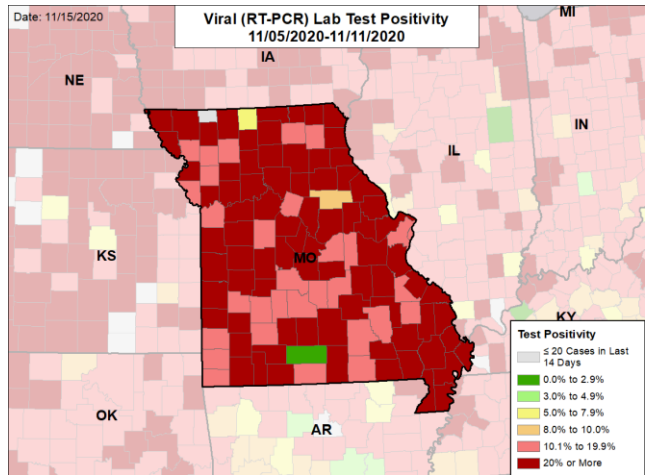 Date: 11/15/2020
Viral (RT-PCR) Lab Test Positivity
11/05/2020-11/11/2020
MI
IA
NE
IN
IL
KS
MO
KY
OK
AR
Test Positivity
≤ 20 Cases in Last
14 Days
0.0% to 2.9%
3.0% to 4.9%
5.0% to 7.9%
8.0% to 10.0%
10.1% to 19.9%
20% or More